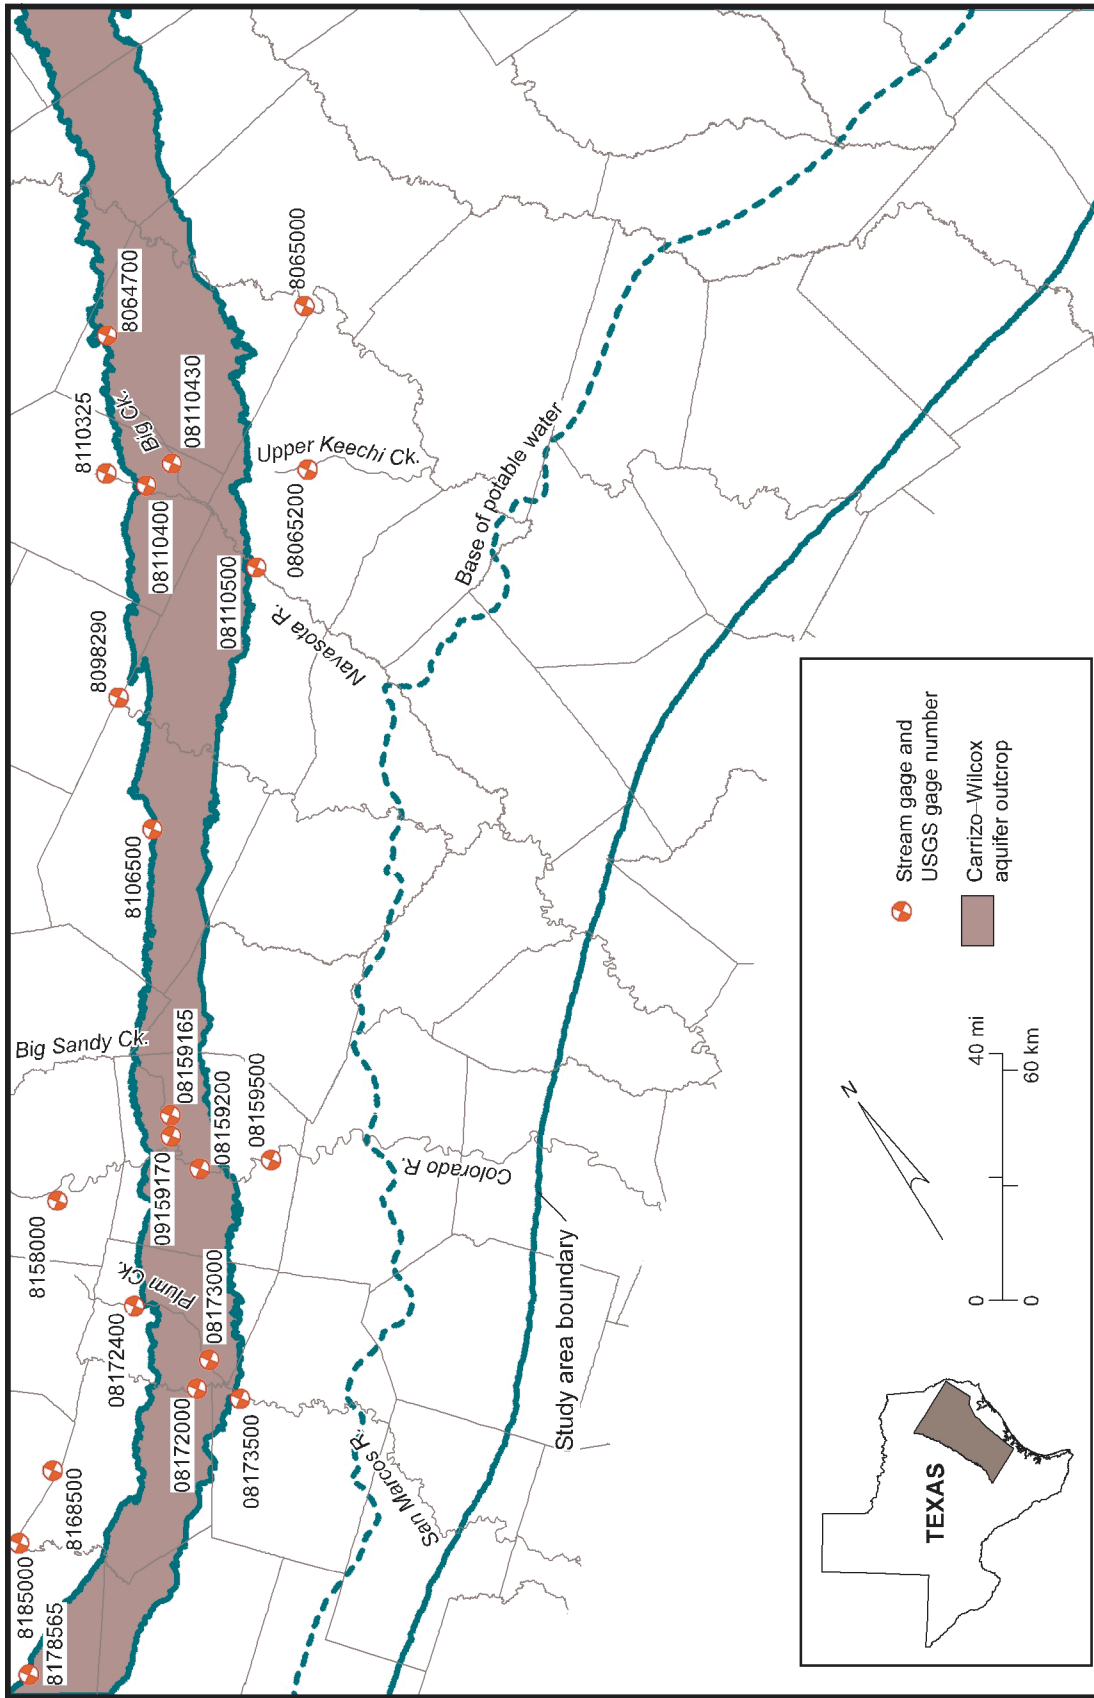 8185000
8178565
8168500
08172400
Plum Ck.
08172000
08173000
08173500
San Marcos R.
8158000
09159170
08159165
08159200
08159500
Big Sandy Ck.
Colorado R.
8106500
8098290
8110325
Big Ck.
8064700
08110400
08110430
08110500
Navasota R.
08065200
Upper Keechi Ck.
8065000
Base of potable water
Study area boundary
TEXAS
N
0
40 mi
0
60 km
Stream gage and
USGS gage number
Carrizo–Wilcox
aquifer outcrop